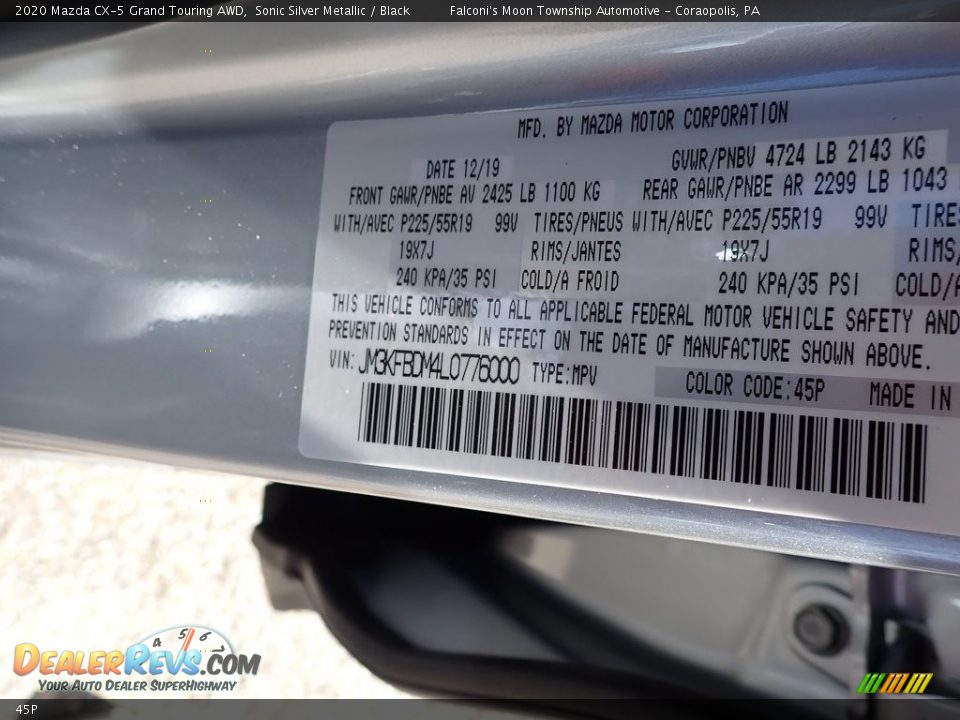 2020 Mazda CX-5 Grand Touring AWD, Sonic Silver Metallic / Black Falconi's Moon Township Automotive - Coraopolis, PA
MFD. BY MAZDA MOTOR CORPORATION
DATE 12/19 GVWR/PNBV 4724 LB 2143 KG
FRONT GAWR/PNBE AV 2425 LB 1100 KG REAR GAWR/PNBE AR 2299 LB 1043
WITH/AVEC P225/55R19 99V TIRES/PNEUS WITH/AVEC P225/55R19 99V TIRES
19X7J RIMS/JANTES 19X7J RIMS/
240 KPA/35 PSI COLD/A FROID 240 KPA/35 PSI COLD/A
THIS VEHICLE CONFORMS TO ALL APPLICABLE FEDERAL MOTOR VEHICLE SAFETY AND
PREVENTION STANDARDS IN EFFECT ON THE DATE OF MANUFACTURE SHOWN ABOVE.
VIN: JM3KFBDM4L0776000 TYPE:MPV COLOR CODE:45P MADE IN
4 5 6
DEALERREVS.COM
YOUR AUTO DEALER SUPERHIGHWAY
45P